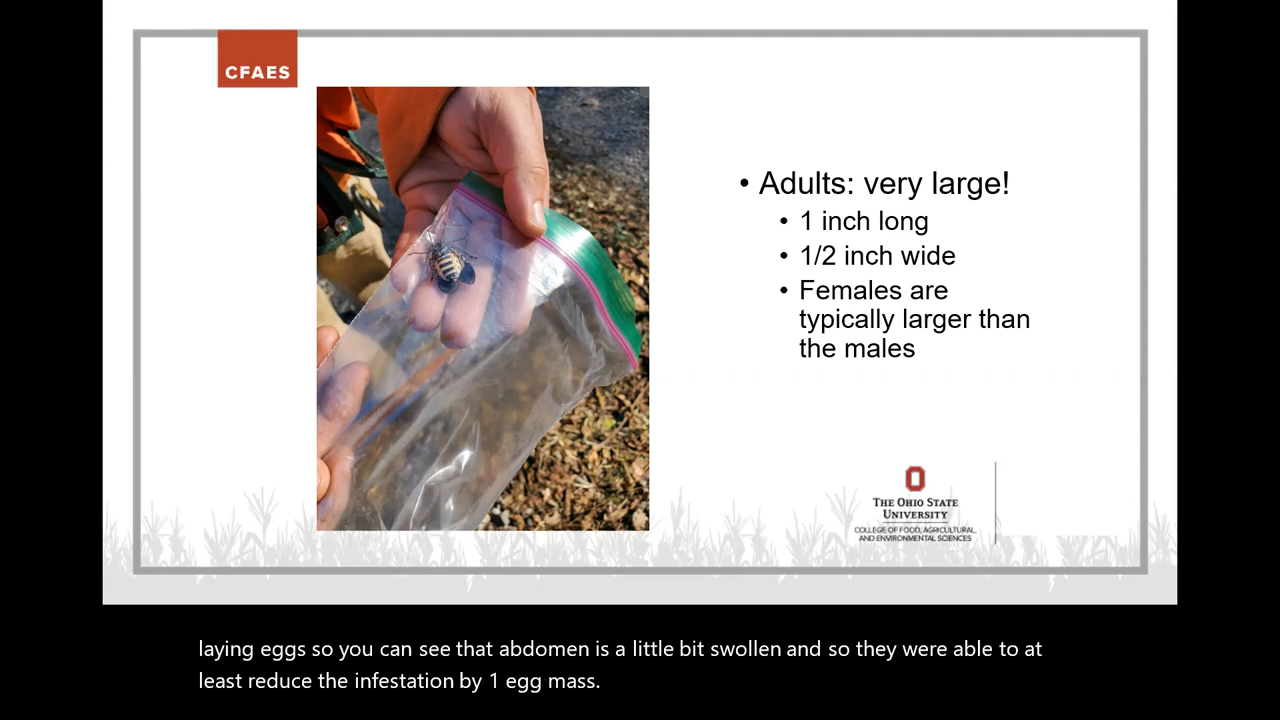 CFAES
• Adults: very large!
• 1 inch long
• 1/2 inch wide
• Females are
typically larger than
the males
THE OHIO STATE
UNIVERSITY
COLLEGE OF FOOD, AGRICULTURAL,
AND ENVIRONMENTAL SCIENCES
laying eggs so you can see that abdomen is a little bit swollen and so they were able to at
least reduce the infestation by 1 egg mass.